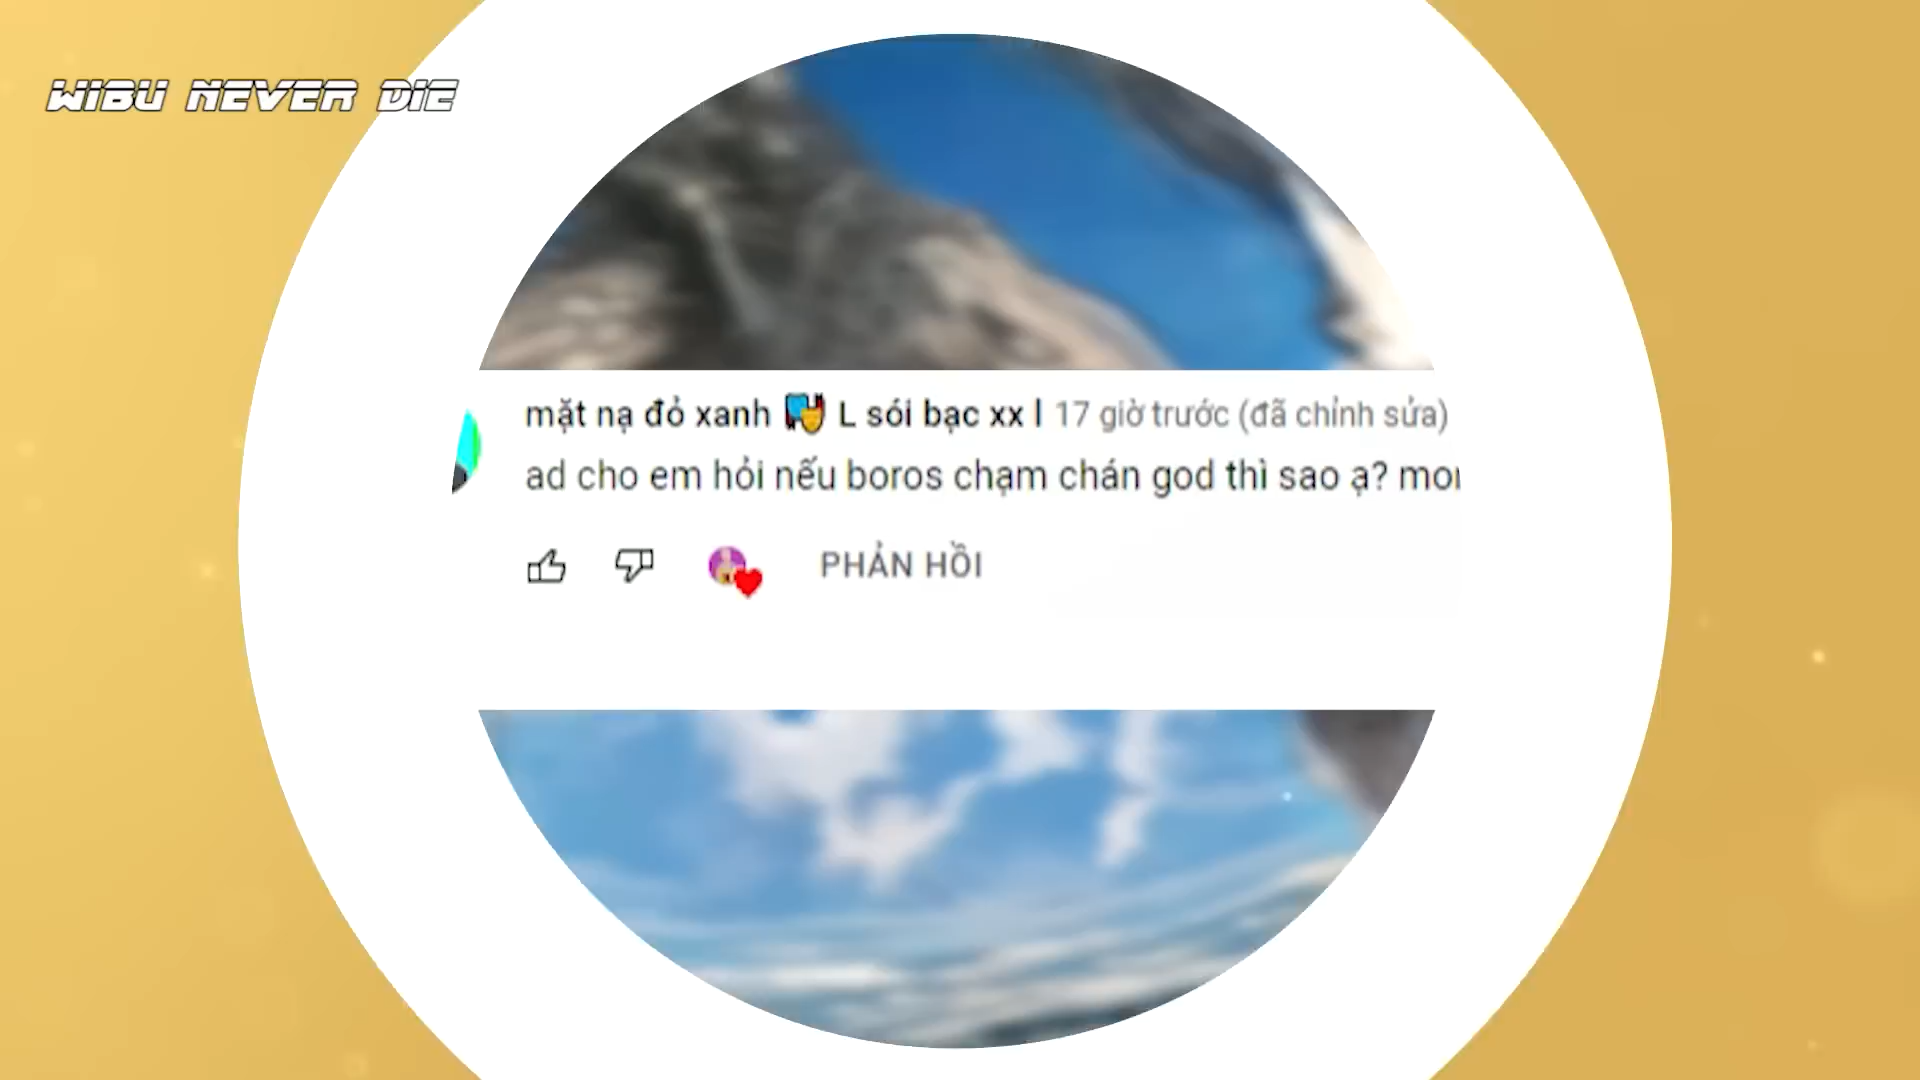 WIBU NEVER DIE
mặt nạ đỏ xanh L sói bạc xx l 17 giờ trước (đã chỉnh sửa)
ad cho em hỏi nếu boros chạm chán god thì sao ạ?
PHẢN HỒI